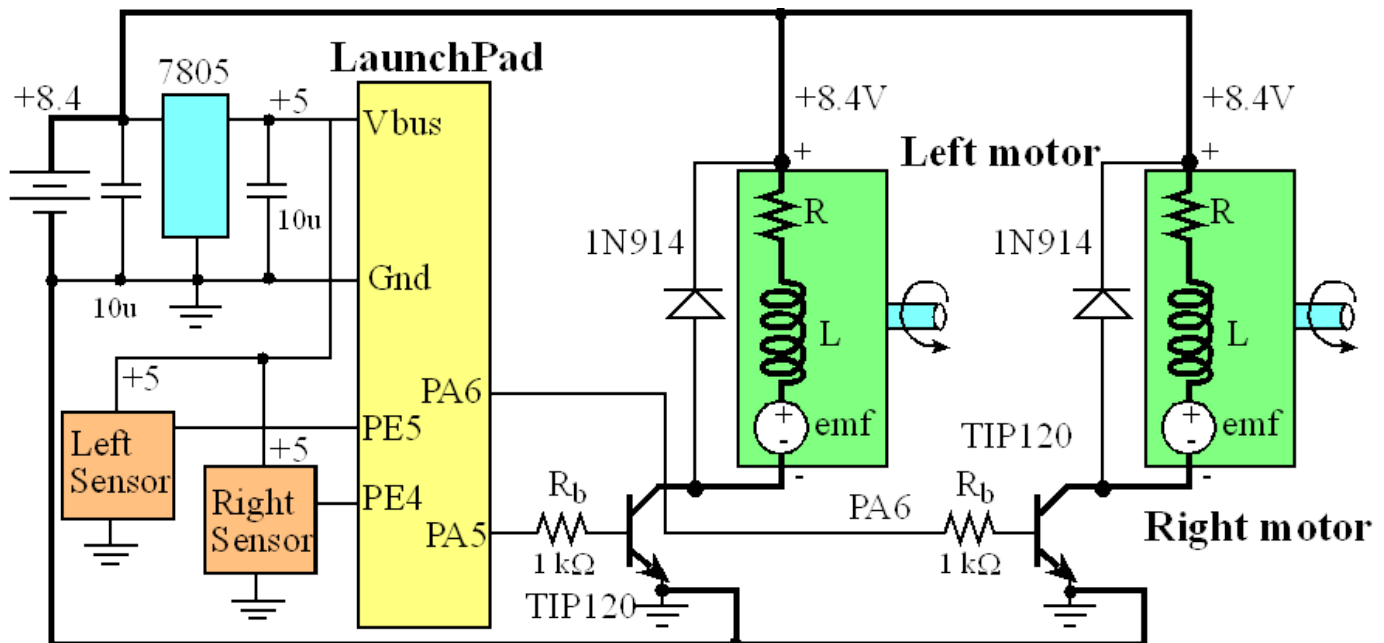 LaunchPad
7805
+8.4
+5
+8.4V
+8.4V
Vbus
+
Left motor
+
10u
R
R
1N914
1N914
Gnd
10u
L
L
+5
PA6
+
emf
+
emf
-
-
TIP120
Left
Sensor
PE5
+5
-
-
Right
Sensor
PE4
Rb
PA6
Rb
Right motor
PA5
1 kΩ
1 kΩ
TIP120